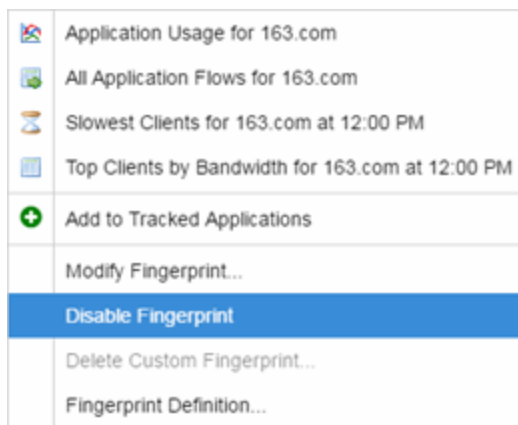 Application Usage for 163.com
All Application Flows for 163.com
Slowest Clients for 163.com at 12:00 PM
Top Clients by Bandwidth for 163.com at 12:00 PM
Add to Tracked Applications
Modify Fingerprint...
Disable Fingerprint
Delete Custom Fingerprint...
Fingerprint Definition...